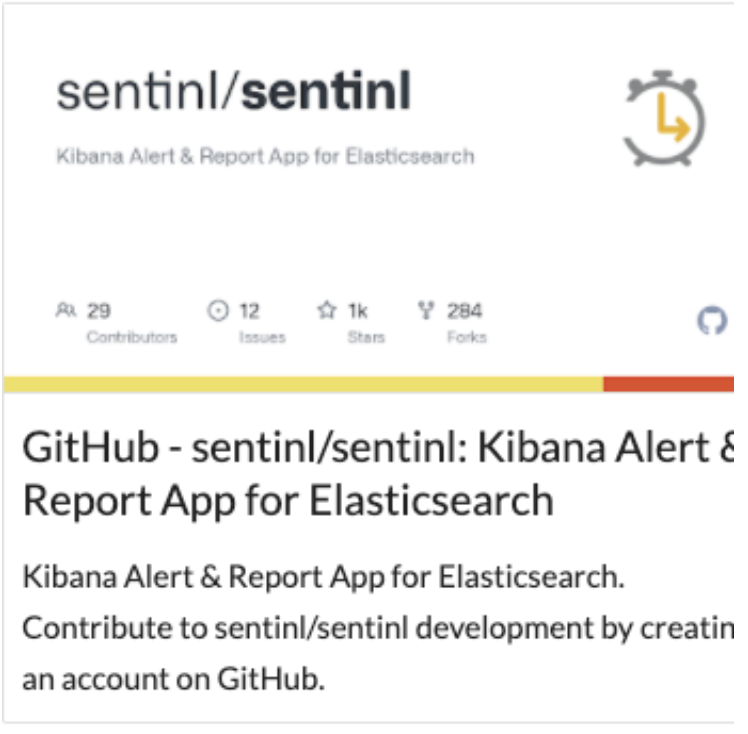 sentinl/sentinl
Kibana Alert & Report App for Elasticsearch
29 12 1k 284
Contributors Issues Stars Forks
GitHub - sentinl/sentinl: Kibana Alert &
Report App for Elasticsearch
Kibana Alert & Report App for Elasticsearch.
Contribute to sentinl/sentinl development by creatin
an account on GitHub.